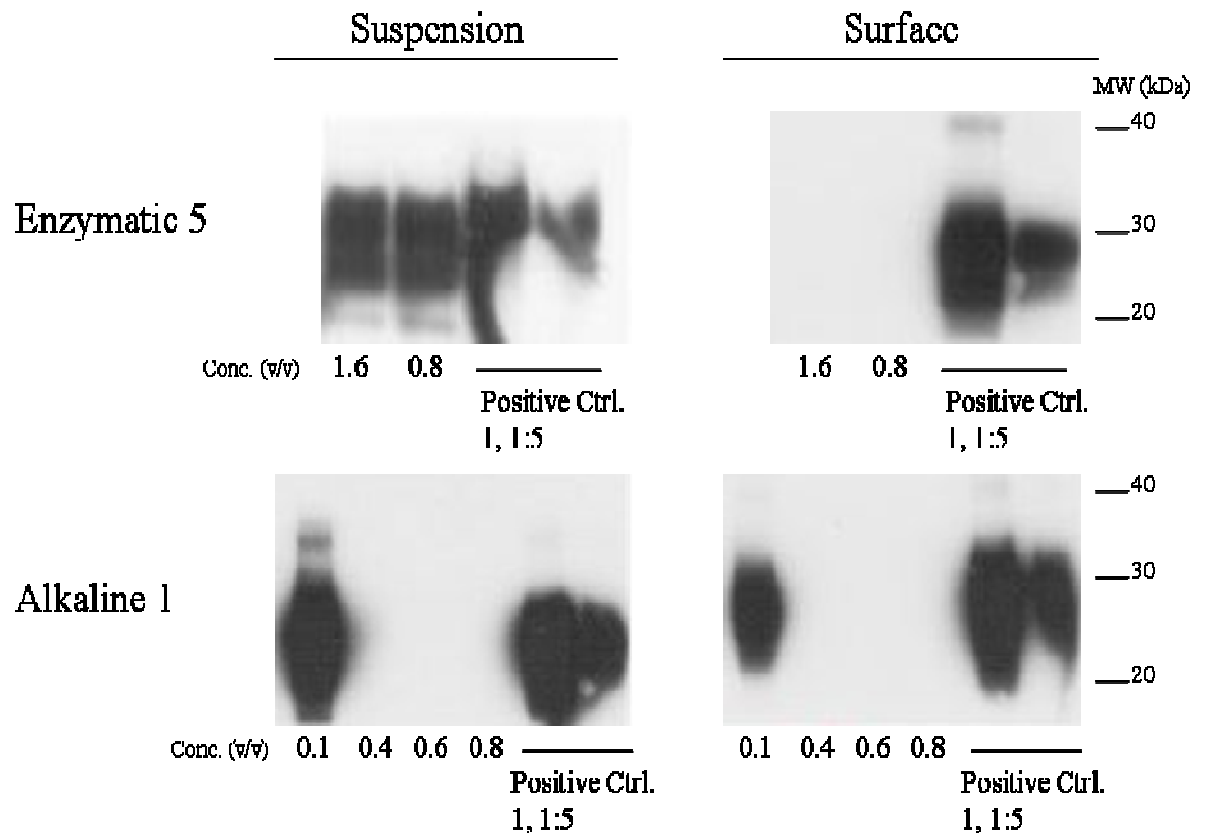 Suspension
Surface
MW (kDa)
40
Enzymatic 5
30
20
Conc. (v/v) 1.6 0.8
1.6 0.8
Positive Ctrl.
1, 1:5
Positive Ctrl.
1, 1:5
40
Alkaline 1
30
20
Conc. (v/v) 0.1 0.4 0.6 0.8
0.1 0.4 0.6 0.8
Positive Ctrl.
1, 1:5
Positive Ctrl.
1, 1:5